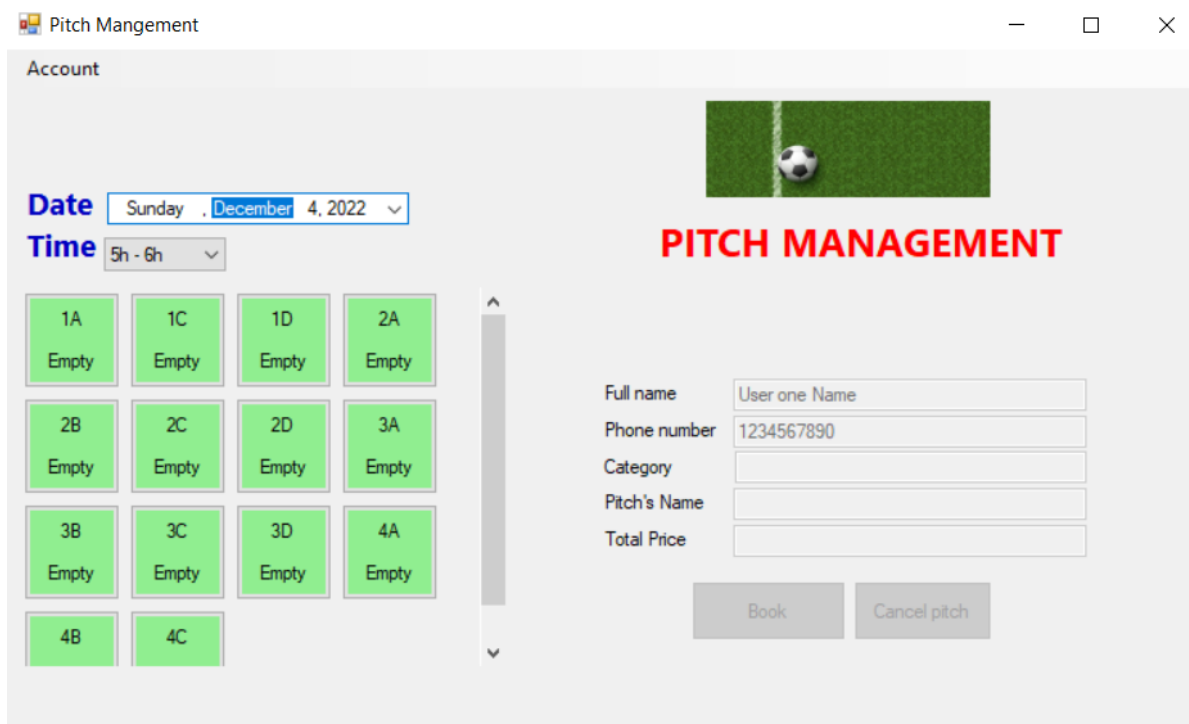 Pitch Mangement
Account
Date Sunday , December 4, 2022
Time 5h - 6h
PITCH MANAGEMENT
1A 1C 1D 2A
Empty Empty Empty Empty
2B 2C 2D 3A
Empty Empty Empty Empty
3B 3C 3D 4A
Empty Empty Empty Empty
4B 4C
Full name User one Name
Phone number 1234567890
Category
Pitch's Name
Total Price
Book Cancel pitch